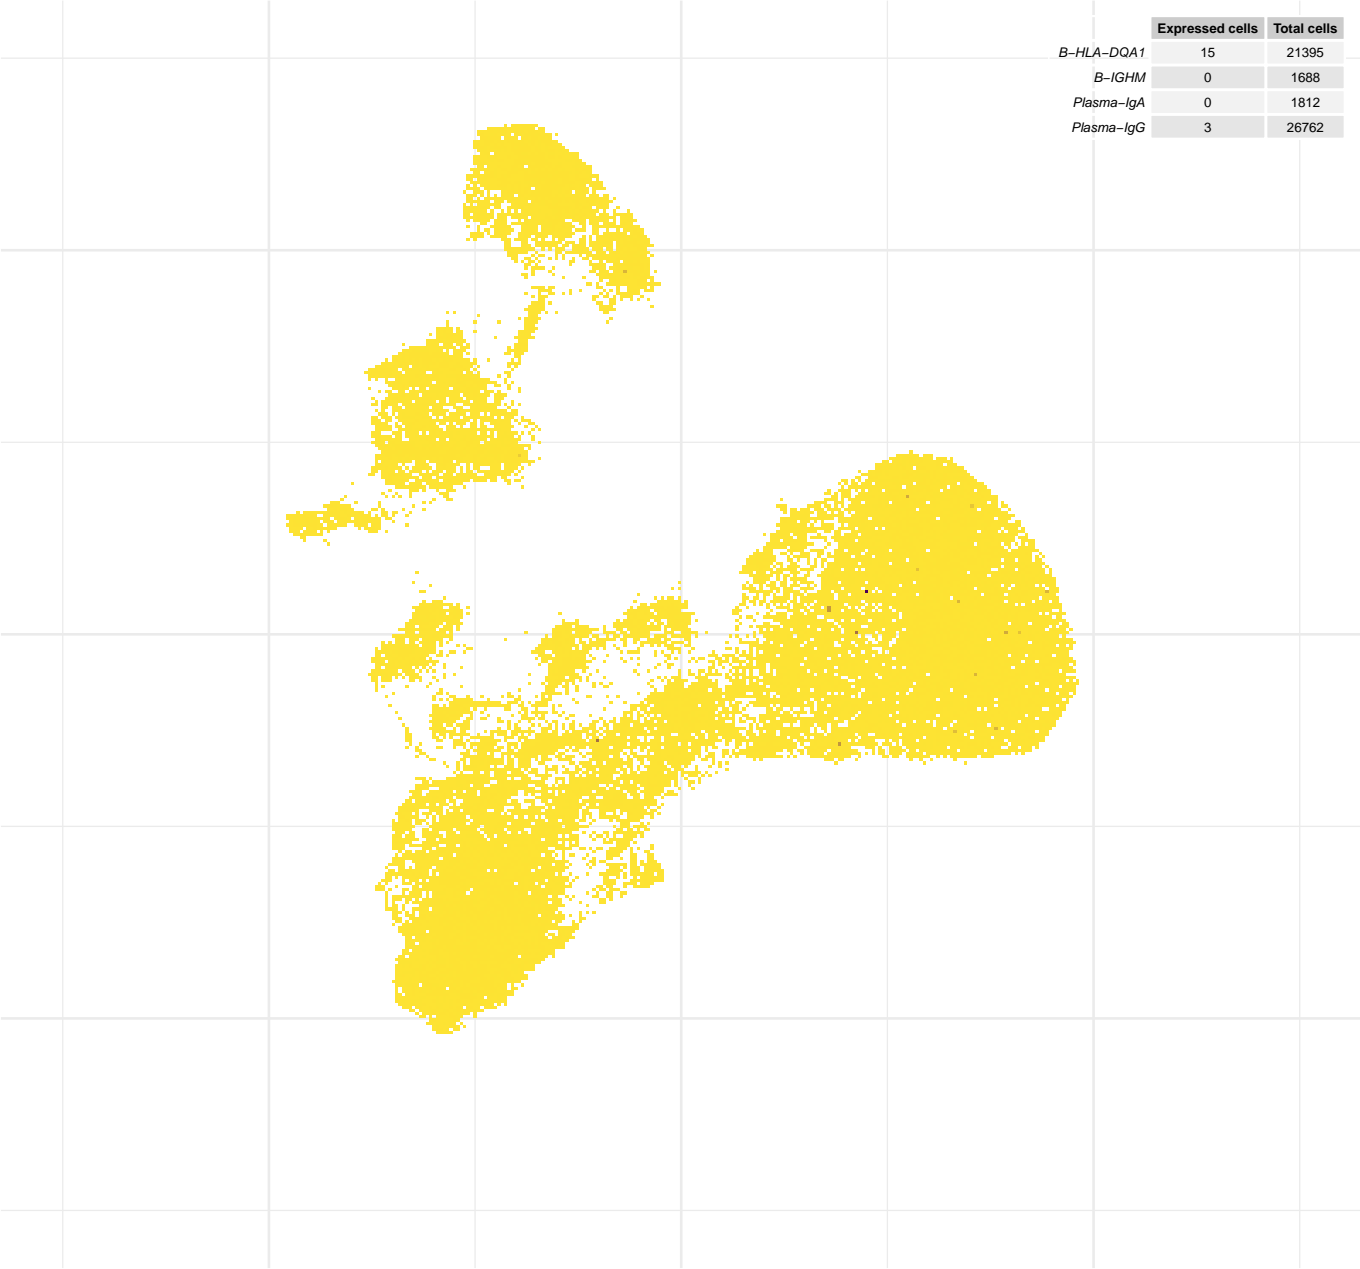 Expressed cells Total cells
B−HLA−DQA1 15 21395
B−IGHM 0 1688
Plasma−IgA 0 1812
Plasma−IgG 3 26762